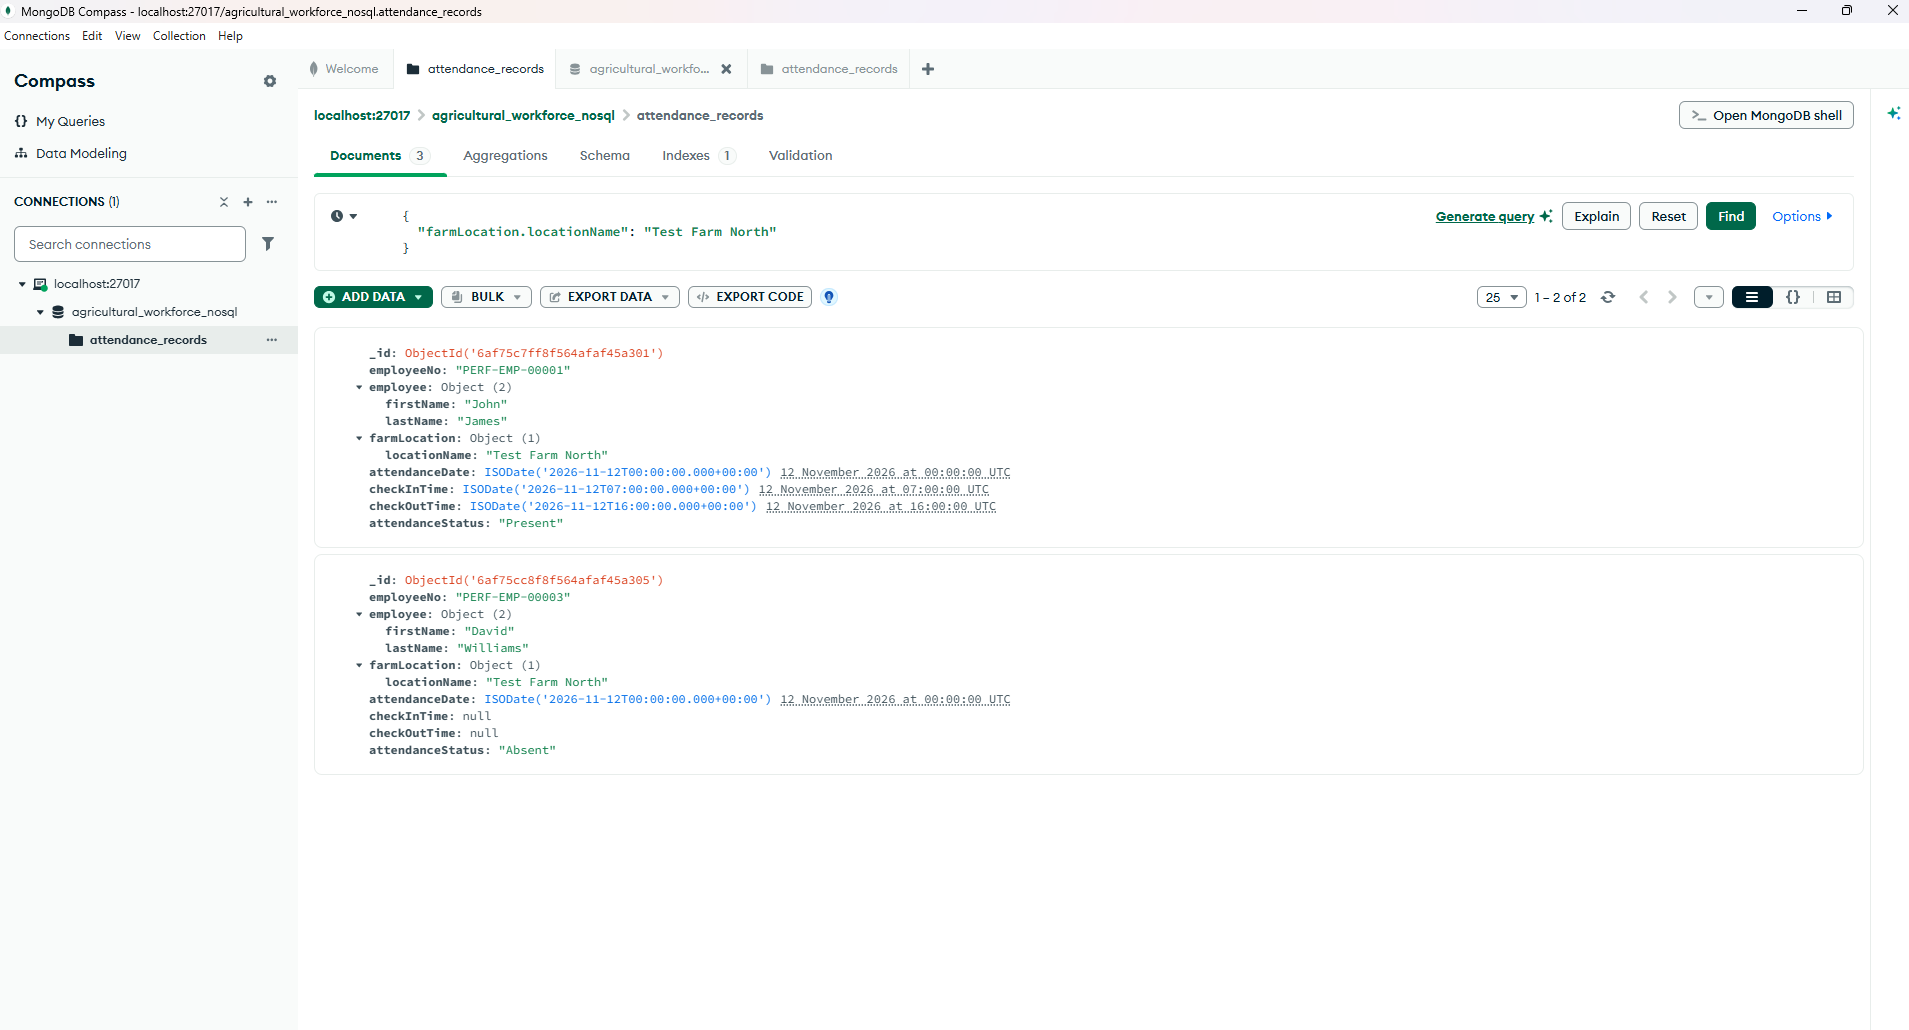 MongoDB Compass - localhost:27017/agricultural_workforce_nosql.attendance_records
Connections Edit View Collection Help
Compass
My Queries
Data Modeling
CONNECTIONS (1)
Search connections
localhost:27017
agricultural_workforce_nosql
attendance_records
Welcome
attendance_records
agricultural_workfo...
attendance_records
localhost:27017 > agricultural_workforce_nosql > attendance_records
>_ Open MongoDB shell
Documents 3 Aggregations Schema Indexes 1 Validation
{
"farmLocation.locationName": "Test Farm North"
}
Generate query Explain Reset Find Options
ADD DATA BULK EXPORT DATA EXPORT CODE
25 1 – 2 of 2
_id: ObjectId('6af75c7ff8f564afaf45a301')
employeeNo: "PERF-EMP-00001"
employee: Object (2)
firstName: "John"
lastName: "James"
farmLocation: Object (1)
locationName: "Test Farm North"
attendanceDate: ISODate('2026-11-12T00:00:00.000+00:00') 12 November 2026 at 00:00:00 UTC
checkInTime: ISODate('2026-11-12T07:00:00.000+00:00') 12 November 2026 at 07:00:00 UTC
checkOutTime: ISODate('2026-11-12T16:00:00.000+00:00') 12 November 2026 at 16:00:00 UTC
attendanceStatus: "Present"
_id: ObjectId('6af75cc8f8f564afaf45a305')
employeeNo: "PERF-EMP-00003"
employee: Object (2)
firstName: "David"
lastName: "Williams"
farmLocation: Object (1)
locationName: "Test Farm North"
attendanceDate: ISODate('2026-11-12T00:00:00.000+00:00') 12 November 2026 at 00:00:00 UTC
checkInTime: null
checkOutTime: null
attendanceStatus: "Absent"